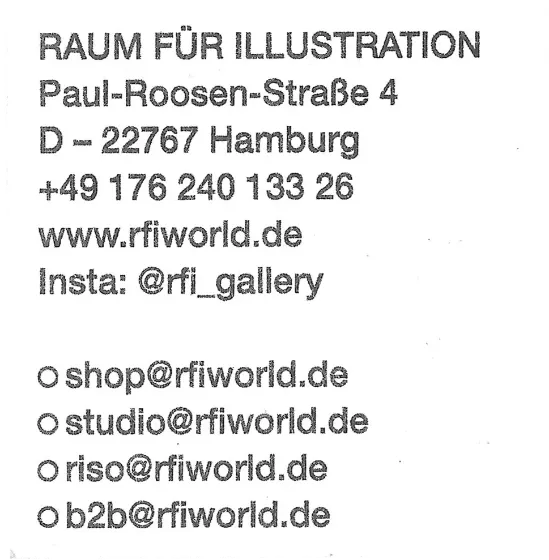 RAUM FÜR ILLUSTRATION
Paul-Roosen-Straße 4
D – 22767 Hamburg
+49 176 240 133 26
www.rfiworld.de
Insta: @rfi_gallery
○ shop@rfiworld.de
○ studio@rfiworld.de
○ riso@rfiworld.de
○ b2b@rfiworld.de